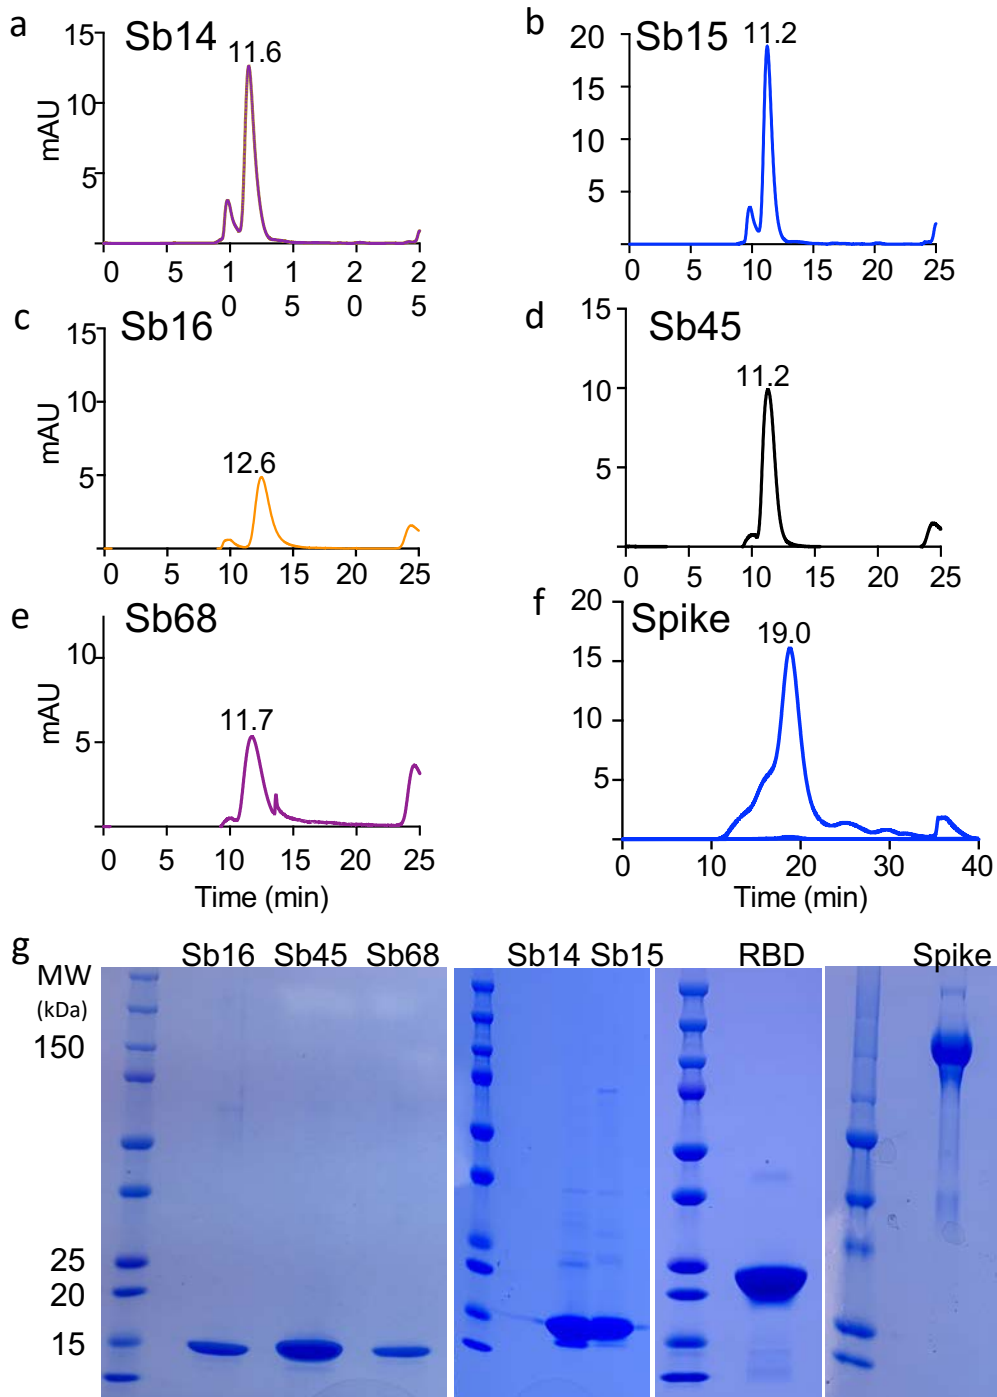 a
Sb14
15
11.6
10
5
mAU
0 5 1 1 2 2
0 5 0 5
b
Sb15
20
11.2
15
10
5
0 5 10 15 20 25
c
Sb16
15
10
12.6
5
mAU
0 5 10 15 20 25
d
Sb45
15
11.2
10
5
0 5 10 15 20 25
e
Sb68
10
11.7
5
mAU
0 5 10 15 20 25
Time (min)
f
Spike
20
19.0
15
10
5
0 10 20 30 40
Time (min)
g
Sb16 Sb45 Sb68 Sb14 Sb15 RBD Spike
MW
(kDa)
150
25
20
15